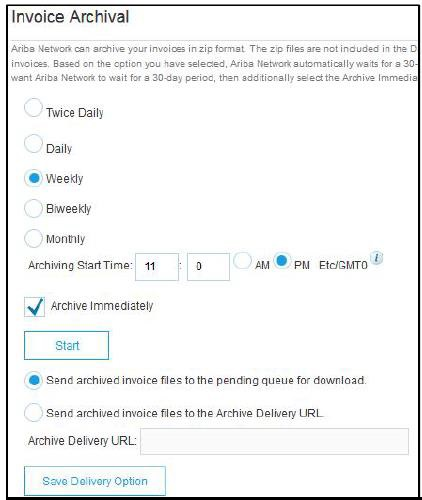 Invoice Archival
Ariba Network can archive your invoices in zip format. The zip files are not included in the D
invoices. Based on the option you have selected, Ariba Network automatically waits for a 30-
want Ariba Network to wait for a 30-day period, then additionally select the Archive Immedia
Twice Daily
Daily
Weekly
Biweekly
Monthly
Archiving Start Time: 11 : 0 AM PM Etc/GMT0 i
Archive Immediately
Start
Send archived invoice files to the pending queue for download.
Send archived invoice files to the Archive Delivery URL.
Archive Delivery URL:
Save Delivery Option